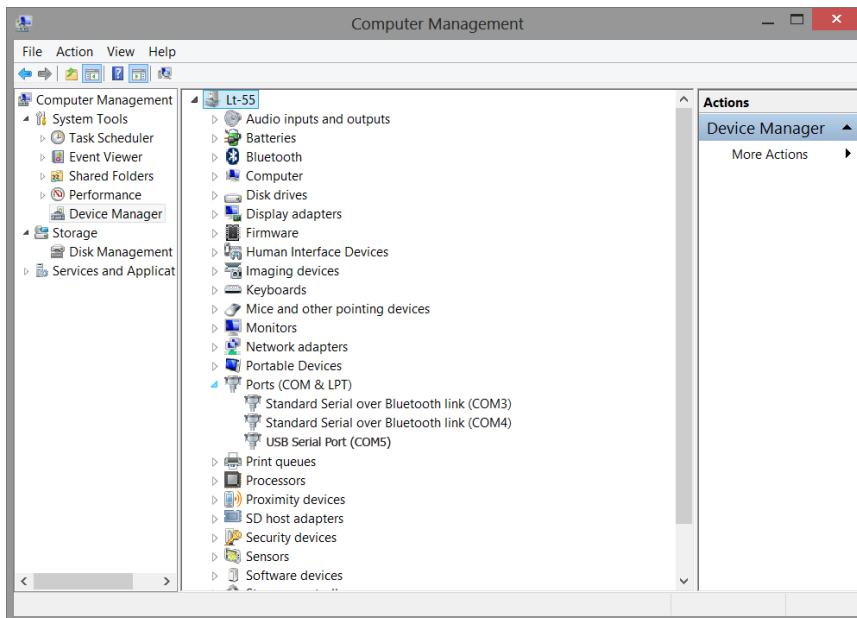 Computer Management
File Action View Help
Computer Management
System Tools
Task Scheduler
Event Viewer
Shared Folders
Performance
Device Manager
Storage
Disk Management
Services and Applicat
Lt-55
Audio inputs and outputs
Batteries
Bluetooth
Computer
Disk drives
Display adapters
Firmware
Human Interface Devices
Imaging devices
Keyboards
Mice and other pointing devices
Monitors
Network adapters
Portable Devices
Ports (COM & LPT)
Standard Serial over Bluetooth link (COM3)
Standard Serial over Bluetooth link (COM4)
USB Serial Port (COM5)
Print queues
Processors
Proximity devices
SD host adapters
Security devices
Sensors
Software devices
Actions
Device Manager
More Actions